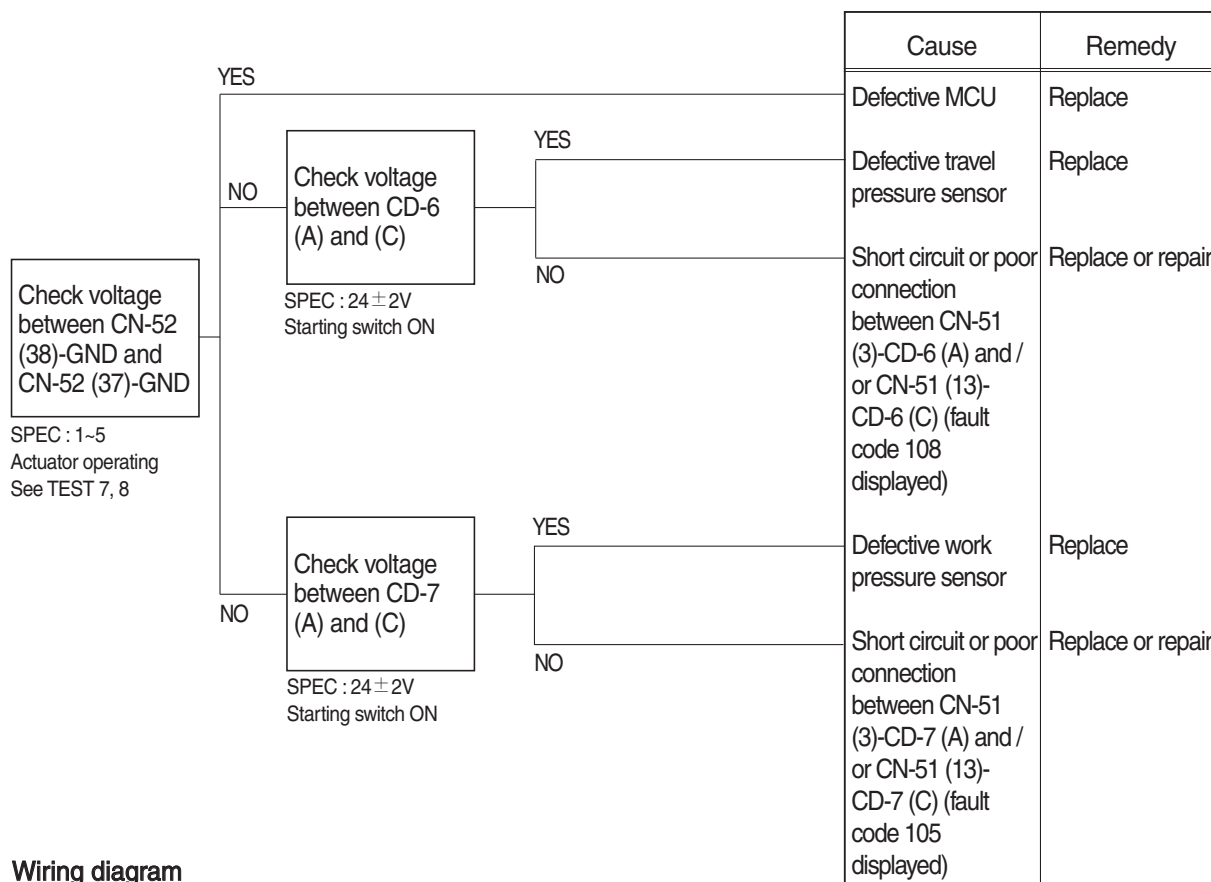 Cause
Remedy
YES
Defective MCU
Replace
NO
Check voltage
between CD-6
(A) and (C)
SPEC : 24±2V
Starting switch ON
YES
Defective travel
pressure sensor
Replace
NO
Short circuit or poor
connection
between CN-51
(3)-CD-6 (A) and /
or CN-51 (13)-
CD-6 (C) (fault
code 108
displayed)
Replace or repair
Check voltage
between CN-52
(38)-GND and
CN-52 (37)-GND
SPEC : 1~5
Actuator operating
See TEST 7, 8
NO
Check voltage
between CD-7
(A) and (C)
SPEC : 24±2V
Starting switch ON
YES
Defective work
pressure sensor
Replace
NO
Short circuit or poor
connection
between CN-51
(3)-CD-7 (A) and /
or CN-51 (13)-
CD-7 (C) (fault
code 105
displayed)
Replace or repair
Wiring diagram